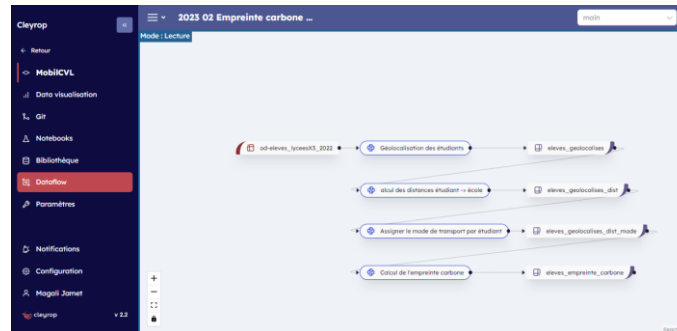 Cleyrop
«
2023 02 Empreinte carbone ...
main
Mode : Lecture
← Retour
<> MobilCVL
Data visualisation
Git
Notebooks
Bibliothèque
Dataflow
Paramètres
Notifications
Configuration
Magali Jamet
cleyrop v 2.2
od-eleves_lyceesX3_2022
Géolocalisation des étudiants
eleves_geolocalises
alcul des distances étudiant -> école
eleves_geolocalises_dist
Assigner le mode de transport par étudiant
eleves_geolocalises_dist_mode
Calcul de l'empreinte carbone
eleves_empreinte_carbone
+
−